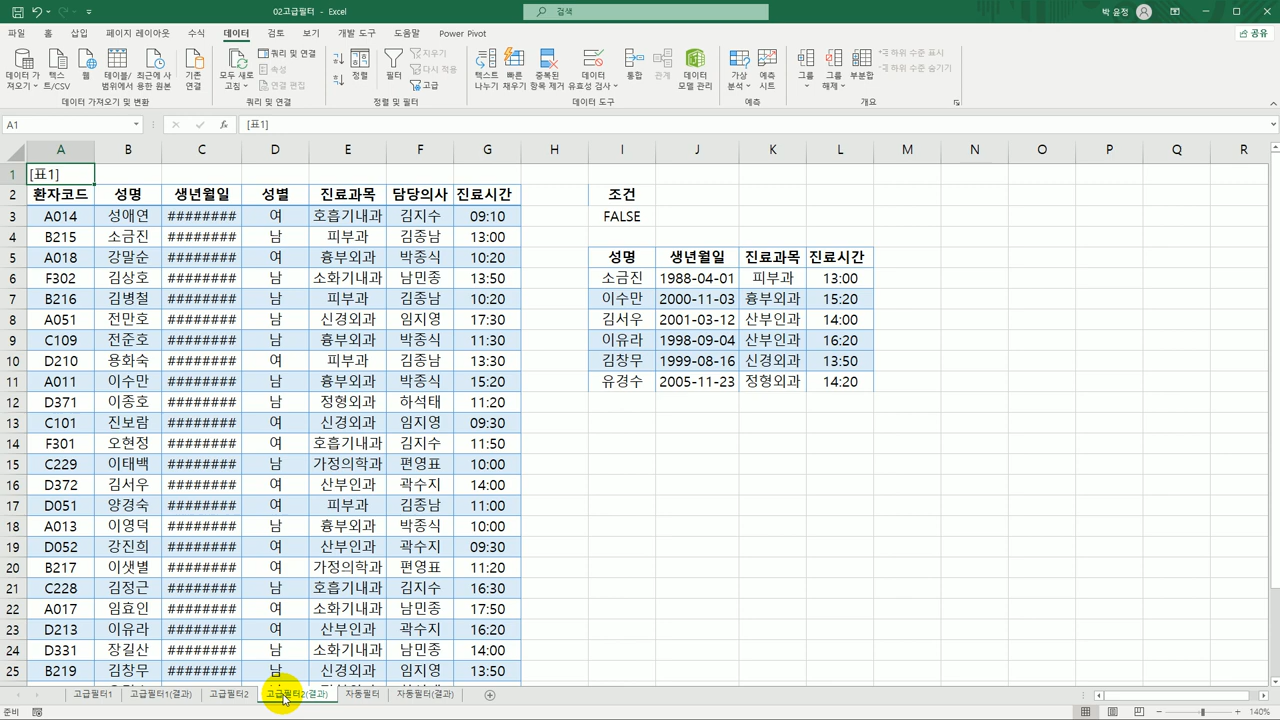 02고급필터 - Excel
검색
박 윤정
파일 홈 삽입 페이지 레이아웃 수식 데이터 검토 보기 개발 도구 도움말 Power Pivot 공유
데이터 가져오기 텍스트/CSV 웹 테이블/범위에서 최근에 사용한 원본 기존 연결 모두 새로 고침 쿼리 및 연결 속성 연결 편집 정렬 필터 지우기 다시 적용 고급 텍스트 나누기 빠른 채우기 중복된 항목 제거 데이터 유효성 검사 통합 관계 데이터 모델 관리 가상 분석 예측 시트 그룹 그룹 해제 부분합 하위 수준 표시 하위 수준 숨기기
데이터 가져오기 및 변환 쿼리 및 연결 정렬 및 필터 데이터 도구 예측 개요
A1 fx [표1]
A B C D E F G H I J K L M N O P Q R
1 [표1]
2 환자코드 성명 생년월일 성별 진료과목 담당의사 진료시간 조건
3 A014 성애연 ######## 여 호흡기내과 김지수 09:10 FALSE
4 B215 소금진 ######## 남 피부과 김종남 13:00
5 A018 강말순 ######## 여 흉부외과 박종식 10:20 성명 생년월일 진료과목 진료시간
6 F302 김상호 ######## 남 소화기내과 남민종 13:50 소금진 1988-04-01 피부과 13:00
7 B216 김병철 ######## 남 피부과 김종남 10:20 이수만 2000-11-03 흉부외과 15:20
8 A051 전만호 ######## 남 신경외과 임지영 17:30 김서우 2001-03-12 산부인과 14:00
9 C109 전준호 ######## 남 흉부외과 박종식 11:30 이유라 1998-09-04 산부인과 16:20
10 D210 용화숙 ######## 여 피부과 김종남 13:30 김창무 1999-08-16 신경외과 13:50
11 A011 이수만 ######## 남 흉부외과 박종식 15:20 유경수 2005-11-23 정형외과 14:20
12 D371 이종호 ######## 남 정형외과 하석태 11:20
13 C101 진보람 ######## 여 신경외과 임지영 09:30
14 F301 오현정 ######## 여 호흡기내과 김지수 11:50
15 C229 이태백 ######## 남 가정의학과 편영표 10:00
16 D372 김서우 ######## 여 산부인과 곽수지 14:00
17 D051 양경숙 ######## 여 피부과 김종남 11:00
18 A013 이영덕 ######## 남 흉부외과 박종식 10:00
19 D052 강진희 ######## 여 산부인과 곽수지 09:30
20 B217 이샛별 ######## 여 가정의학과 편영표 11:20
21 C228 김정근 ######## 남 호흡기내과 김지수 16:30
22 A017 임효인 ######## 여 소화기내과 남민종 17:50
23 D213 이유라 ######## 여 산부인과 곽수지 16:20
24 D331 장길산 ######## 남 소화기내과 남민종 14:00
25 B219 김창무 ######## 남 신경외과 임지영 13:50
고급필터1 고급필터1(결과) 고급필터2 고급필터2(결과) 자동필터 자동필터(결과)
준비 140%